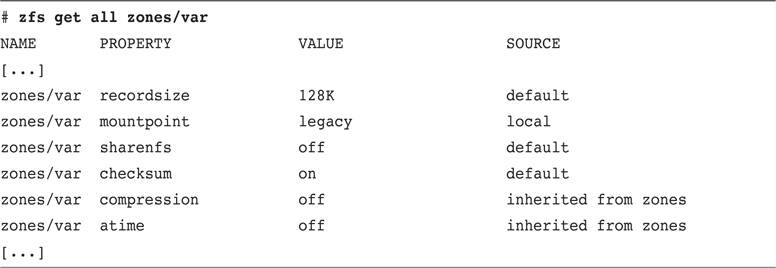 # zfs get all zones/var
NAME PROPERTY VALUE SOURCE
[...]
zones/var recordsize 128K default
zones/var mountpoint legacy local
zones/var sharenfs off default
zones/var checksum on default
zones/var compression off inherited from zones
zones/var atime off inherited from zones
[...]